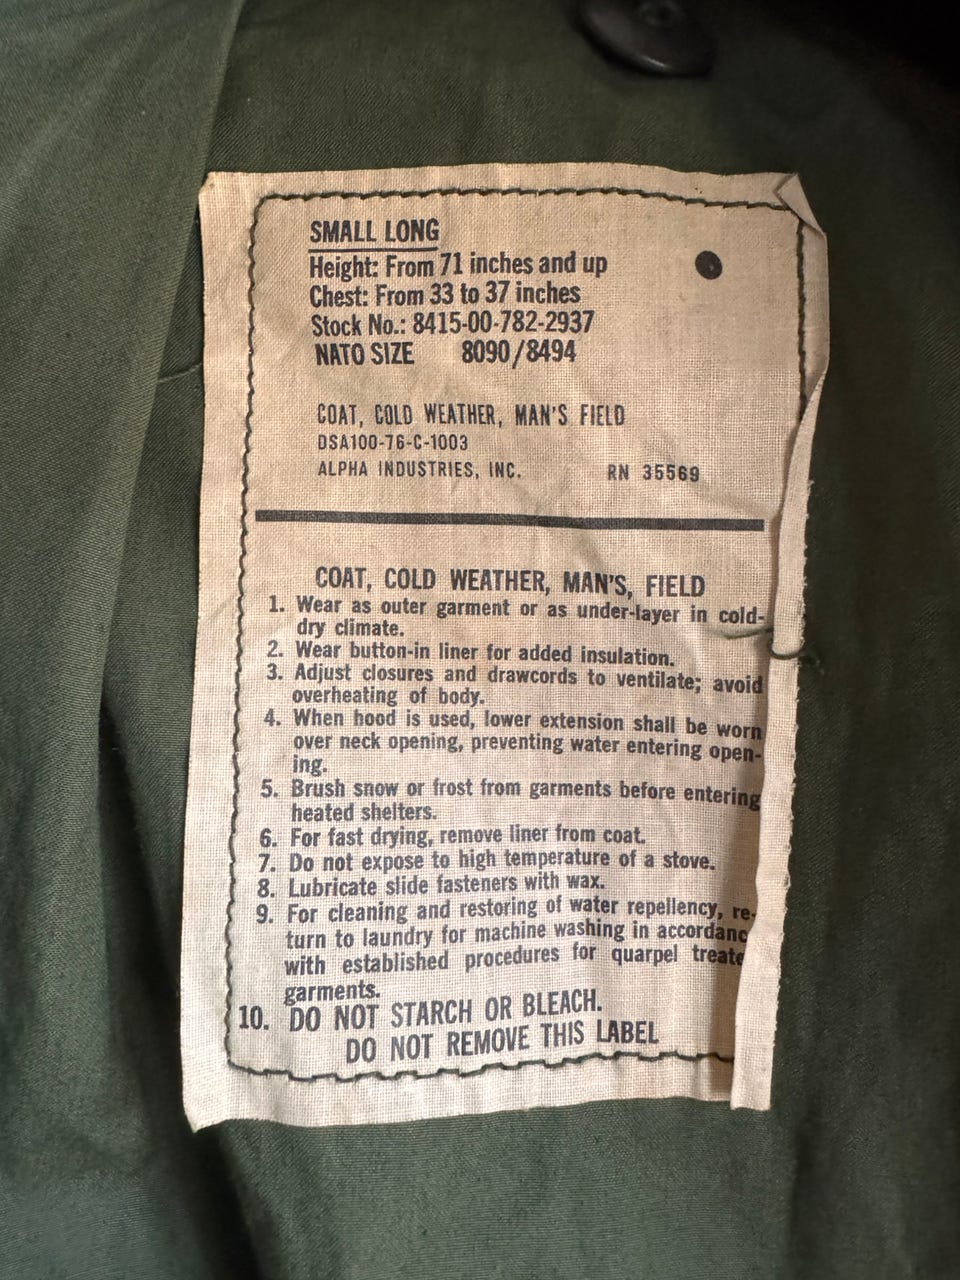 SMALL LONG
Height: From 71 inches and up
Chest: From 33 to 37 inches
Stock No.: 8415-00-782-2937
NATO SIZE 8090/8494
COAT, COLD WEATHER, MAN'S FIELD
DSA100-76-C-1003
ALPHA INDUSTRIES, INC. RN 35569
COAT, COLD WEATHER, MAN'S, FIELD
1. Wear as outer garment or as under-layer in cold-
dry climate.
2. Wear button-in liner for added insulation.
3. Adjust closures and drawcords to ventilate; avoid
overheating of body.
4. When hood is used, lower extension shall be worn
over neck opening, preventing water entering open-
ing.
5. Brush snow or frost from garments before entering
heated shelters.
6. For fast drying, remove liner from coat.
7. Do not expose to high temperature of a stove.
8. Lubricate slide fasteners with wax.
9. For cleaning and restoring of water repellency, re-
turn to laundry for machine washing in accordanc
with established procedures for quarpel treate
garments.
10. DO NOT STARCH OR BLEACH.
DO NOT REMOVE THIS LABEL